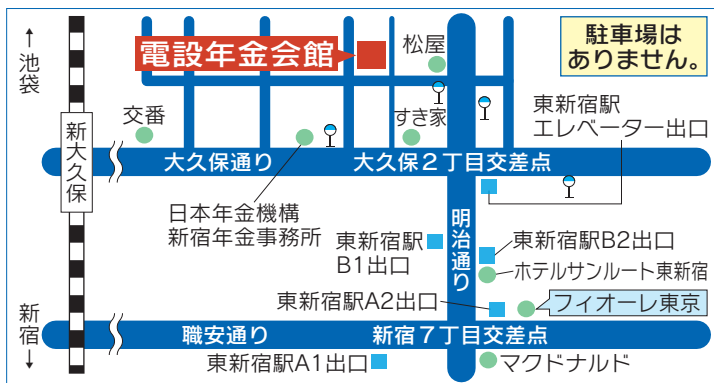 ↑池袋
電設年金会館
松屋
駐車場は
ありません。
交番
すき家
東新宿駅
エレベーター出口
新大久保
大久保通り
大久保2丁目交差点
日本年金機構
新宿年金事務所
東新宿駅
B1出口
明治通り
東新宿駅B2出口
ホテルサンルート東新宿
東新宿駅A2出口
フィオーレ東京
新宿↓
職安通り
新宿7丁目交差点
東新宿駅A1出口
マクドナルド